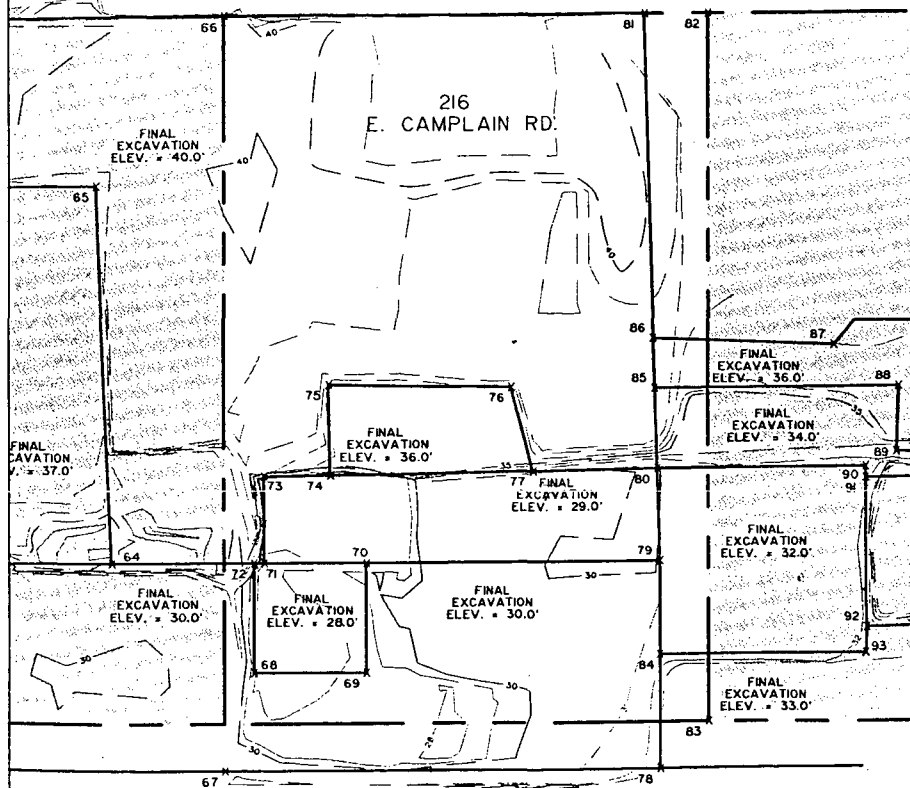 66
81
82
40
216
E. CAMPLAIN RD.
FINAL
EXCAVATION
ELEV. = 40.0'
40
65
40
86
87
FINAL
EXCAVATION
ELEV. = 36.0'
75
76
85
88
FINAL
EXCAVATION
ELEV. = 36.0'
FINAL
EXCAVATION
ELEV. = 34.0'
35
FINAL
EXCAVATION
V. = 37.0'
89
73
74
35
77
80
90
91
FINAL
EXCAVATION
ELEV. = 29.0'
FINAL
EXCAVATION
ELEV. = 32.0'
64
72
71
70
79
30
FINAL
EXCAVATION
ELEV. = 30.0'
FINAL
EXCAVATION
ELEV. = 28.0'
FINAL
EXCAVATION
ELEV. = 30.0'
92
32
93
30
68
69
84
30
FINAL
EXCAVATION
ELEV. = 33.0'
28
30
83
67
78